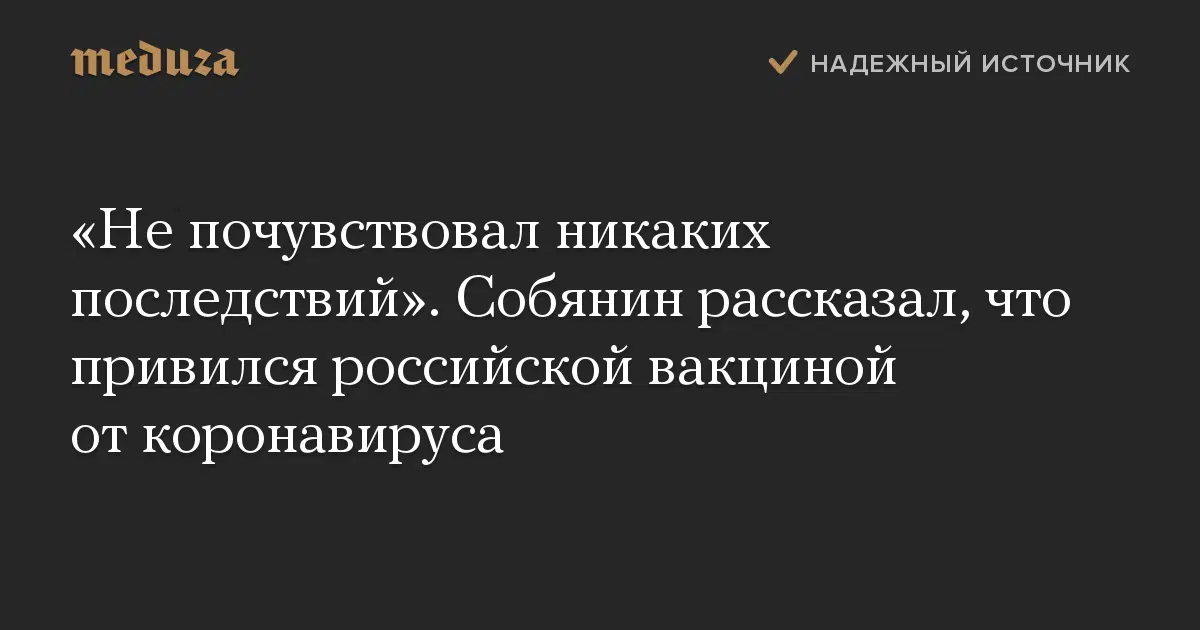 meduza
НАДЕЖНЫЙ ИСТОЧНИК
«Не почувствовал никаких
последствий». Собянин рассказал, что
привился российской вакциной
от коронавируса